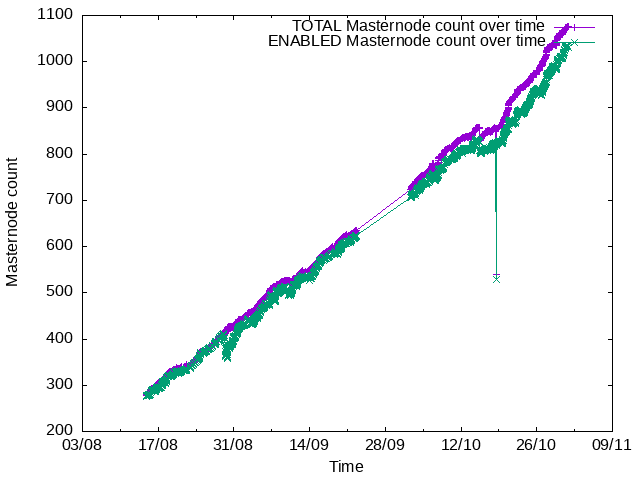 TOTAL Masternode count over time
ENABLED Masternode count over time
1100
1000
900
800
700
600
500
400
300
200
Masternode count
03/08 17/08 31/08 14/09 28/09 12/10 26/10 09/11
Time